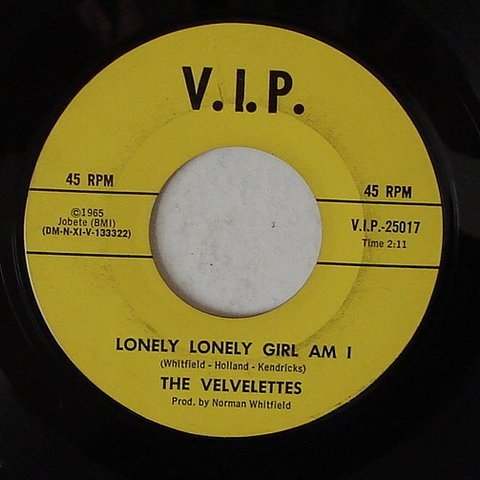 V.I.P.
45 RPM
45 RPM
©1965
Jobete (BMI)
(DM-N-XI-V-133322)
V.I.P.-25017
Time 2:11
LONELY LONELY GIRL AM I
(Whitfield - Holland - Kendricks)
THE VELVELETTES
Prod. by Norman Whitfield